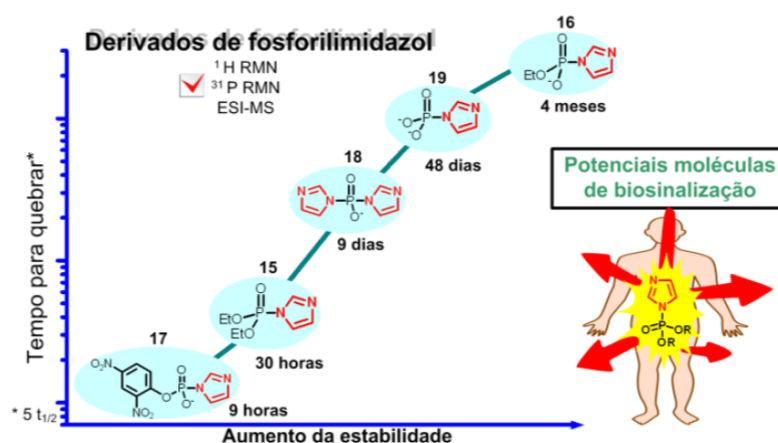 Derivados de fosforilimidazol
¹H RMN
³¹P RMN
ESI-MS
Tempo para quebrar*
* 5 t₁/₂
Aumento da estabilidade
17
O₂N
NO₂
O
O
P
O⁻
N
N
9 horas
15
O
EtO
EtO
P
N
N
30 horas
18
O
N
N
P
N
N
O⁻
9 dias
19
O
⁻O
⁻O
P
N
N
48 dias
16
O
EtO
P
⁻O
N
N
4 meses
Potenciais moléculas
de biosinalização
N
N
O
P
OR
OR